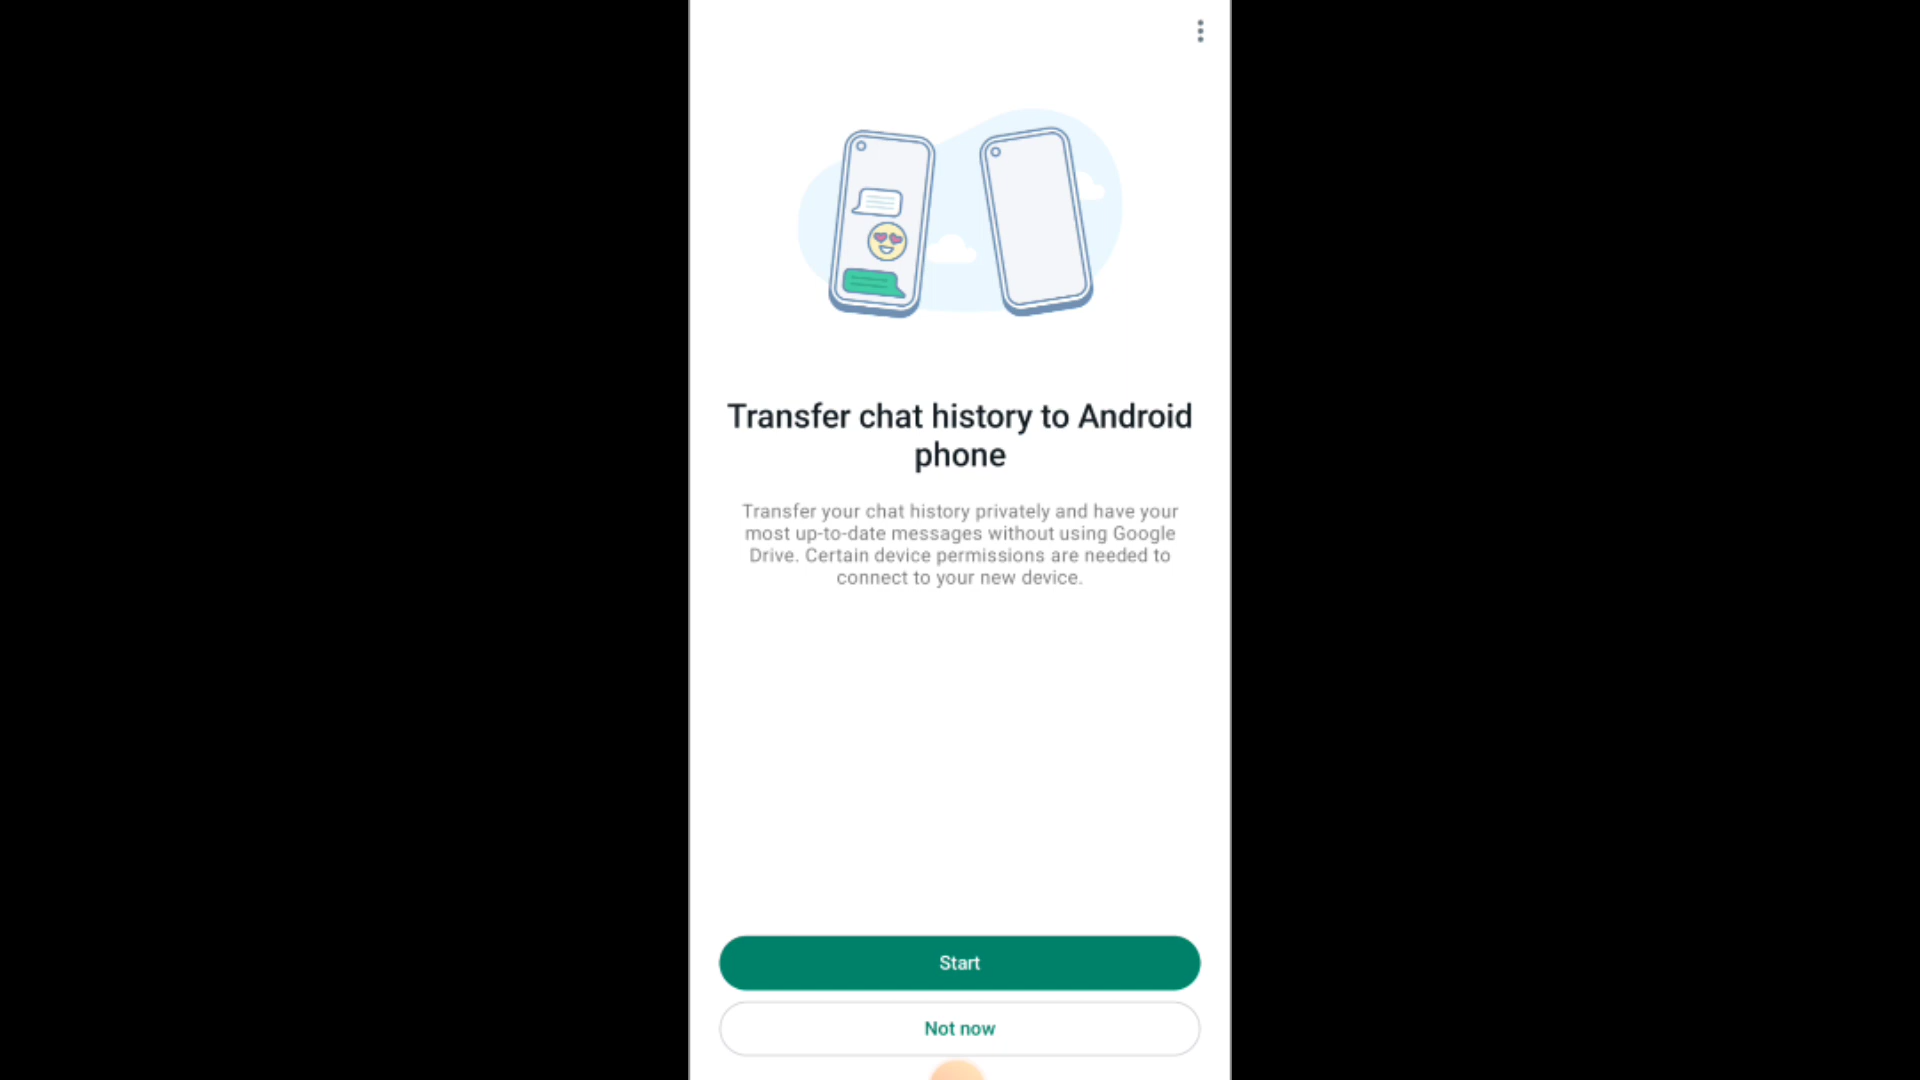 Transfer chat history to Android
phone
Transfer your chat history privately and have your
most up-to-date messages without using Google
Drive. Certain device permissions are needed to
connect to your new device.
Start
Not now